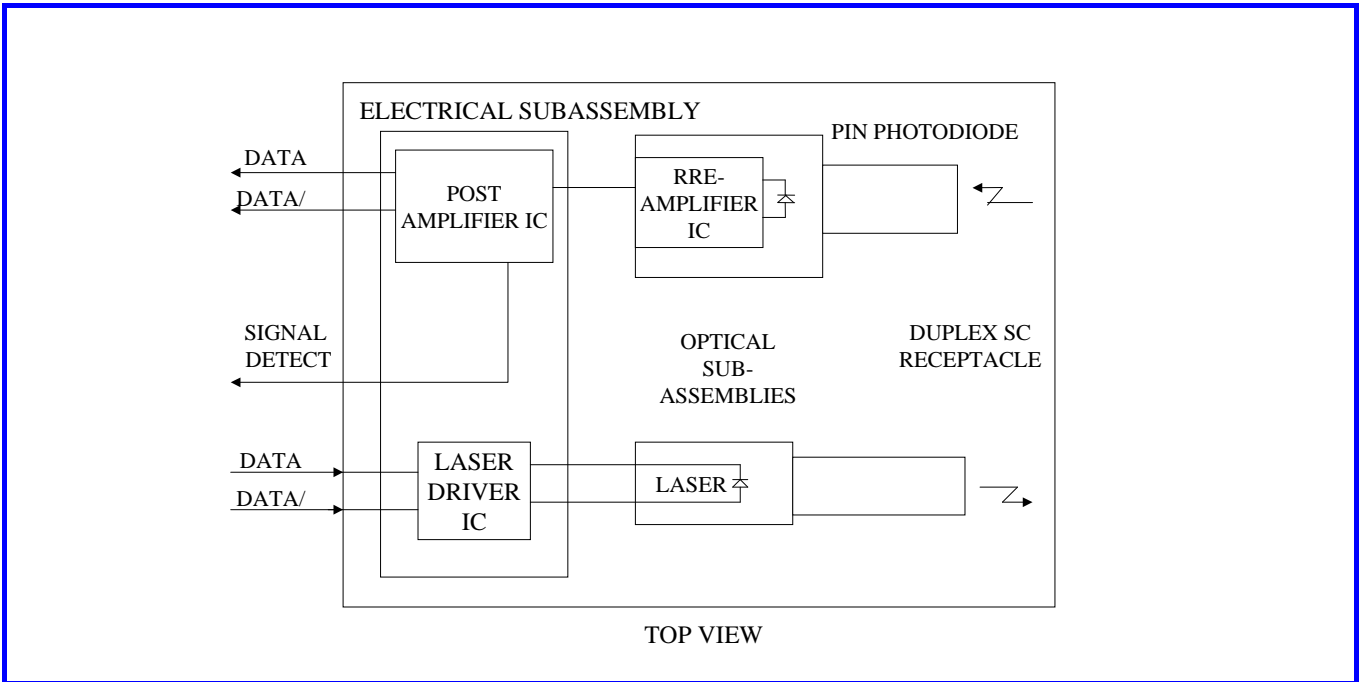 ELECTRICAL SUBASSEMBLY
PIN PHOTODIODE
DATA
DATA/
POST
AMPLIFIER IC
RRE-
AMPLIFIER
IC
SIGNAL
DETECT
OPTICAL
SUB-
ASSEMBLIES
DUPLEX SC
RECEPTACLE
DATA
DATA/
LASER
DRIVER
IC
LASER
TOP VIEW